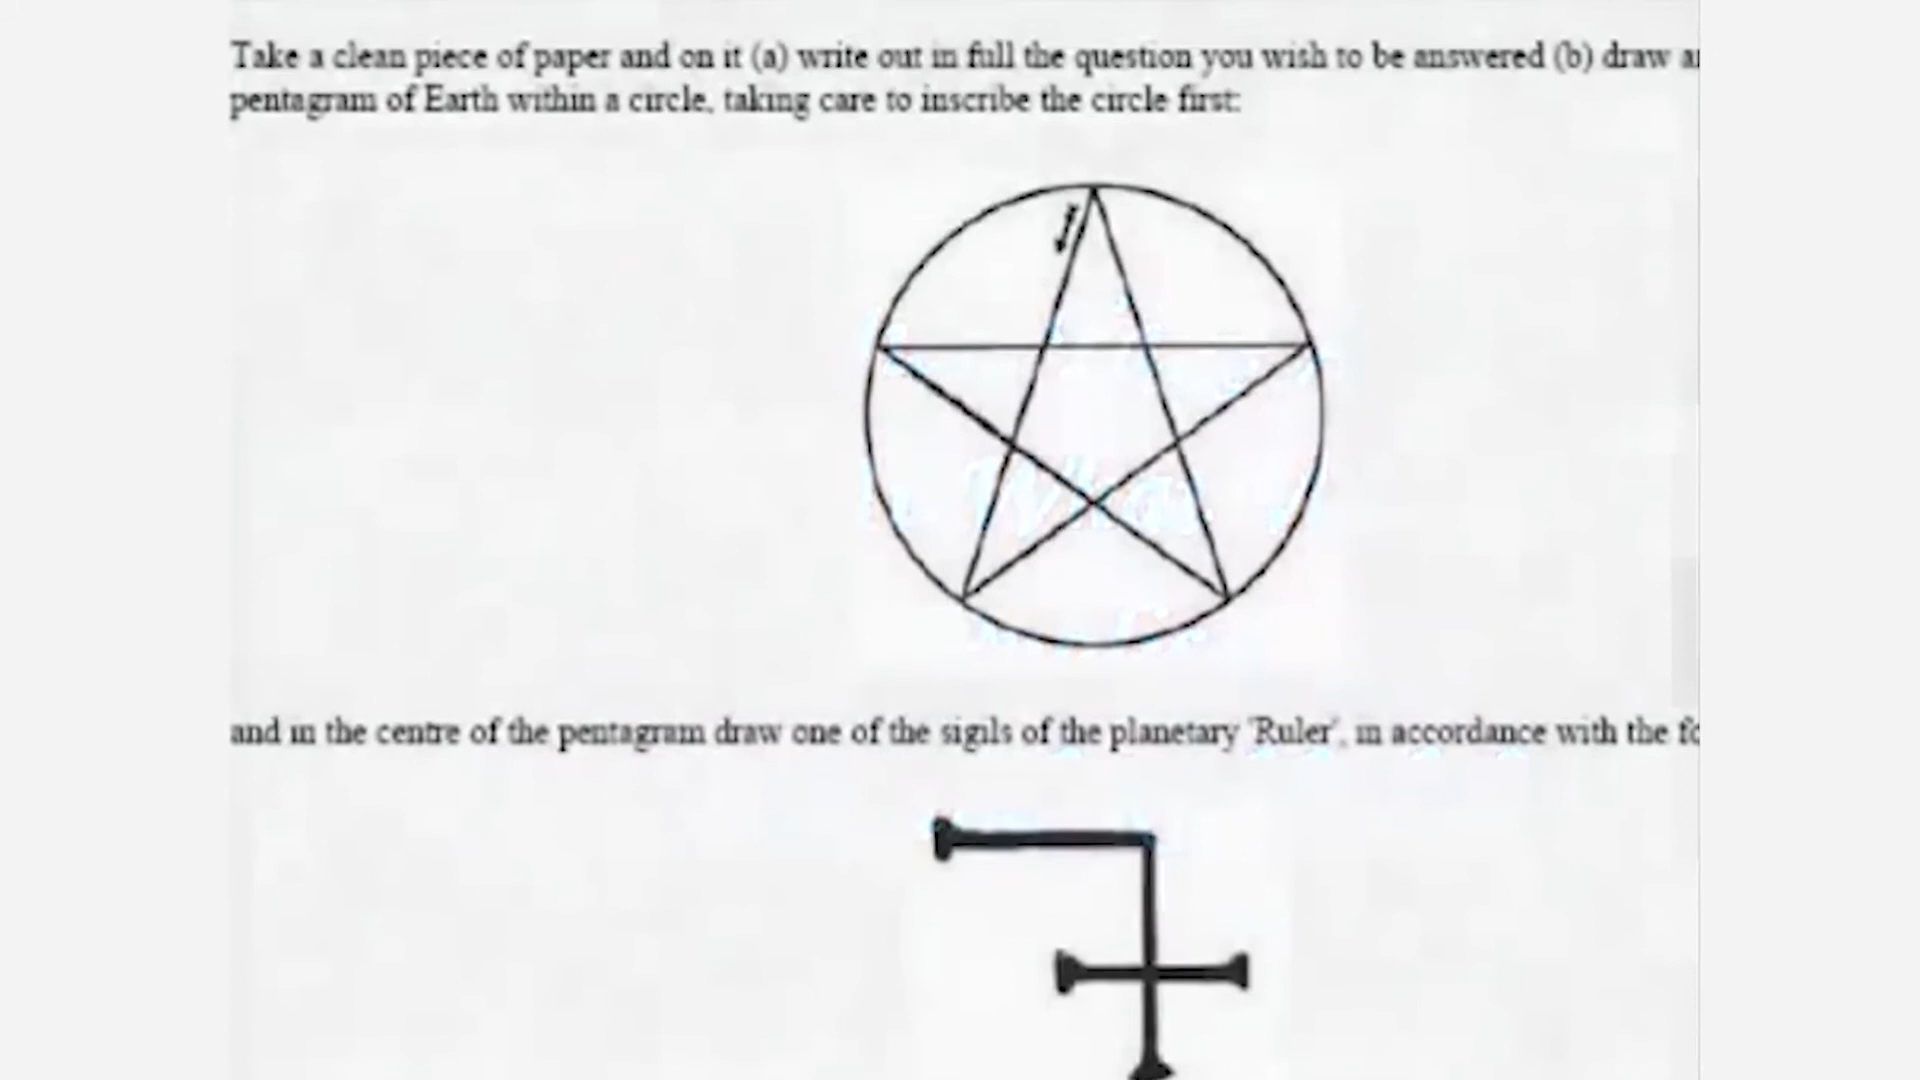 Take a clean piece of paper and on it (a) write out in full the question you wish to be answered (b) draw
pentagram of Earth within a circle, taking care to inscribe the circle first:
and in the centre of the pentagram draw one of the sigils of the planetary 'Ruler', in accordance with the